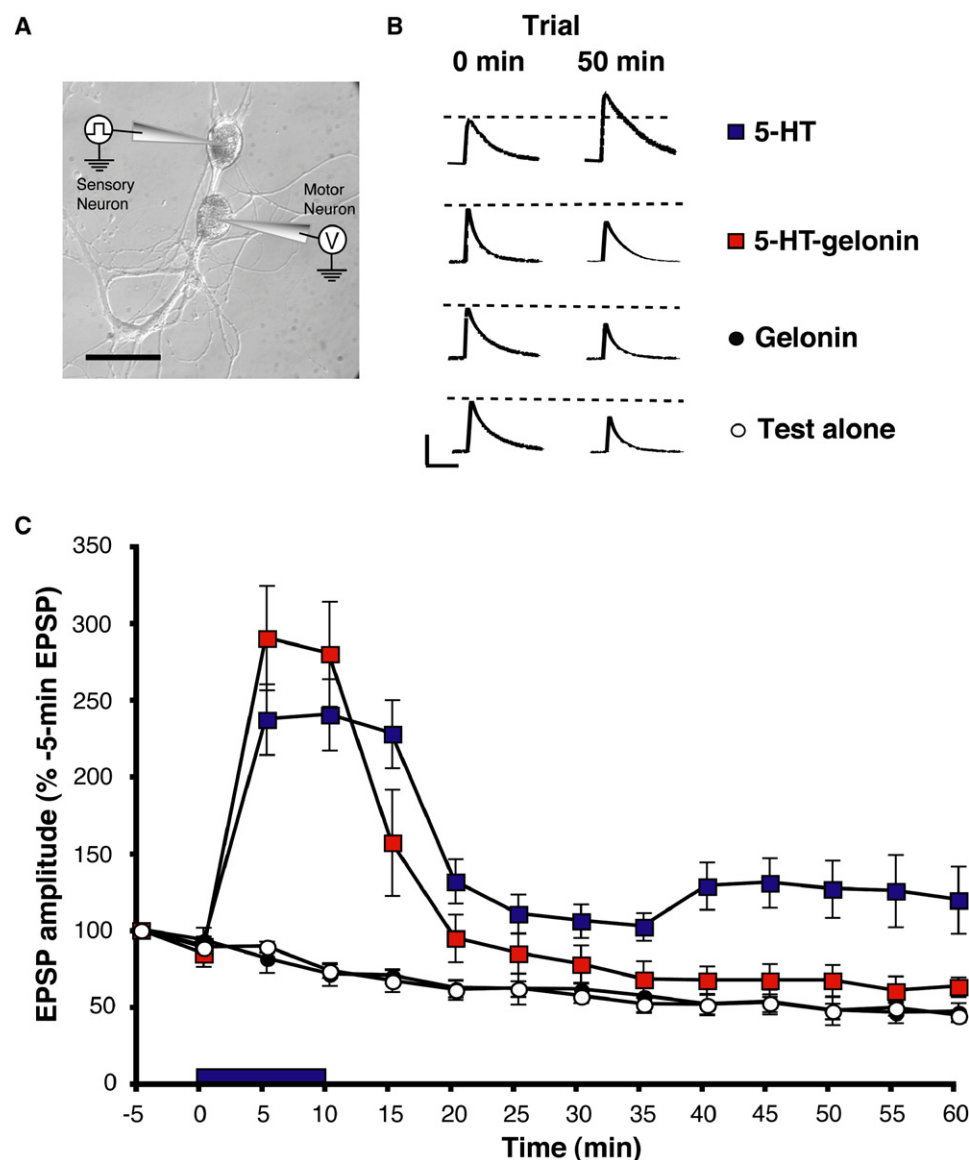 A
Sensory
Neuron
Motor
Neuron
V
B
Trial
0 min
50 min
5-HT
5-HT-gelonin
Gelonin
Test alone
C
EPSP amplitude (% -5-min EPSP)
350
300
250
200
150
100
50
0
-5
0
5
10
15
20
25
30
35
40
45
50
55
60
Time (min)